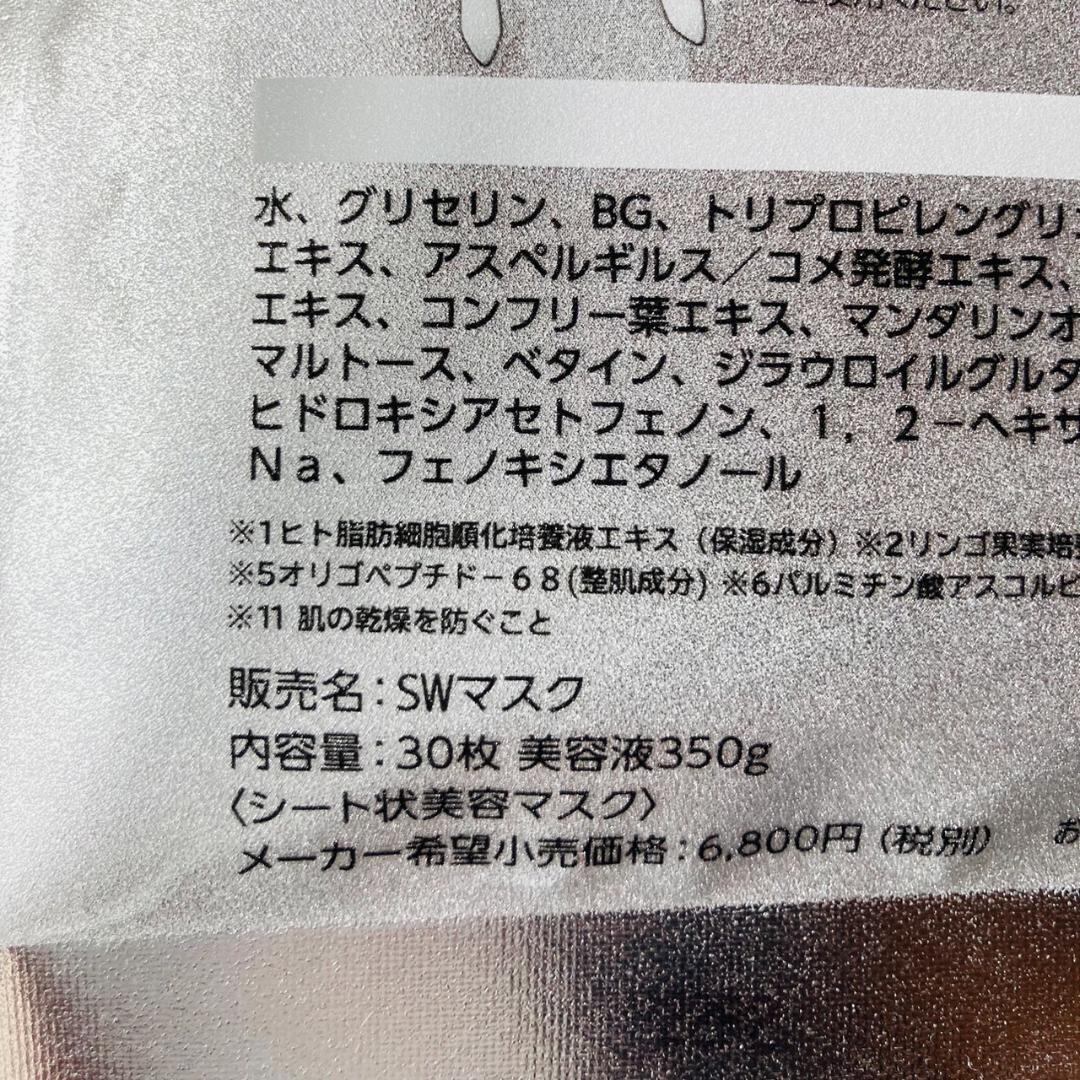 水、グリセリン、BG、トリプロピレングリ
エキス、アスペルギルス／コメ発酵エキス、
エキス、コンフリー葉エキス、マンダリンオ
マルトース、ベタイン、ジラウロイルグルタ
ヒドロキシアセトフェノン、１，２－ヘキサ
Ｎａ、フェノキシエタノール
※1ヒト脂肪細胞順化培養液エキス（保湿成分）※2リンゴ果実培
※5オリゴペプチド－６８(整肌成分) ※6パルミチン酸アスコルビ
※11 肌の乾燥を防ぐこと
販売名：SWマスク
内容量：30枚 美容液350g
〈シート状美容マスク〉
メーカー希望小売価格：6,800円（税別） お